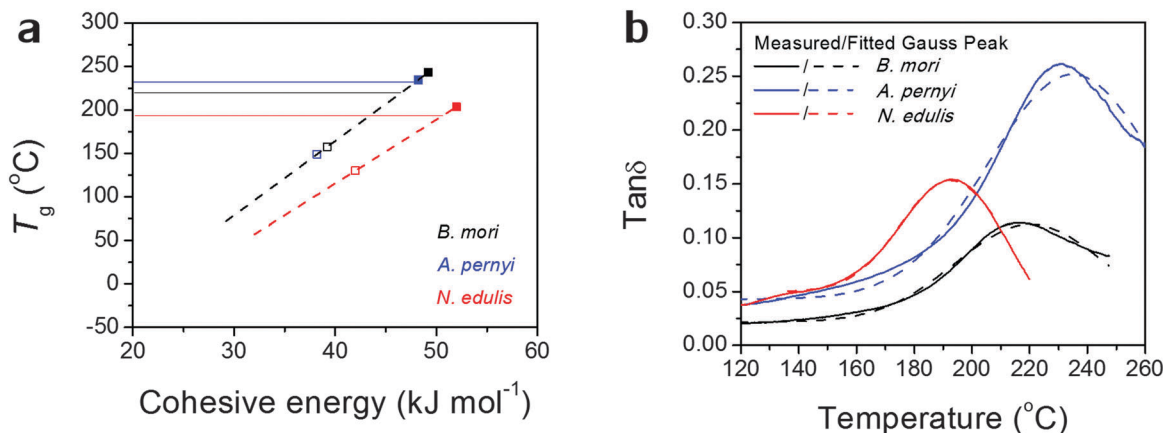 a
300
250
200
150
100
50
0
-50
T_g (°C)
20 30 40 50 60
Cohesive energy (kJ mol⁻¹)
B. mori
A. pernyi
N. edulis
b
0.30
0.25
0.20
0.15
0.10
0.05
0.00
Tanδ
120 140 160 180 200 220 240 260
Temperature (°C)
Measured/Fitted Gauss Peak
/ B. mori
/ A. pernyi
/ N. edulis